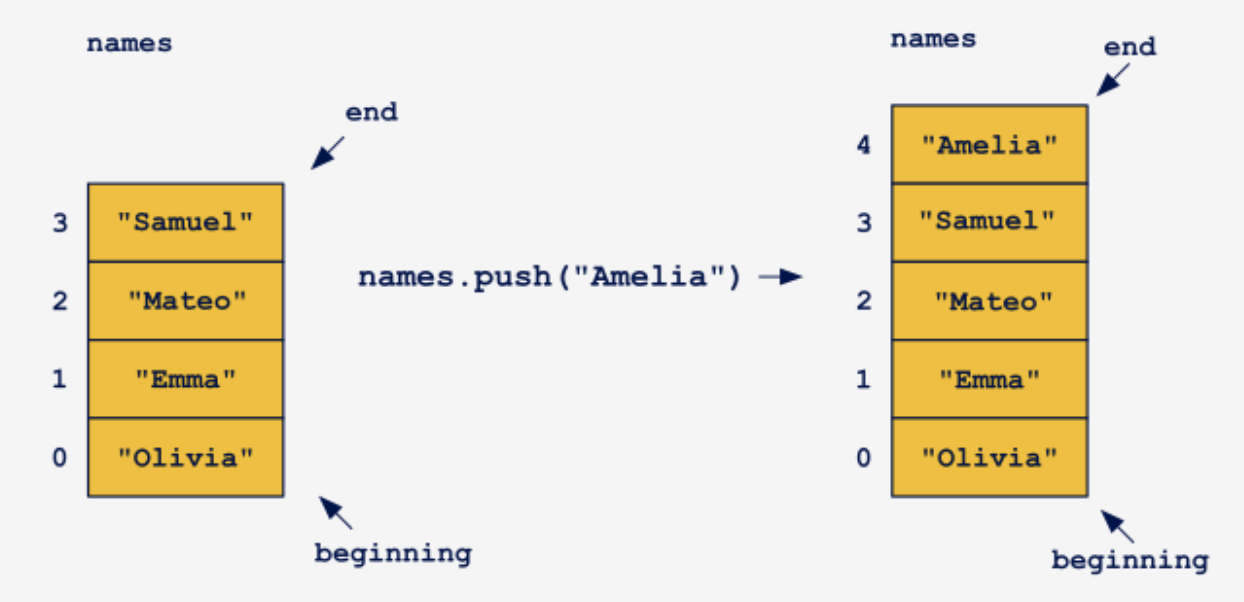 names
end
3 "Samuel"
2 "Mateo"
1 "Emma"
0 "Olivia"
beginning
names.push("Amelia")
names
end
4 "Amelia"
3 "Samuel"
2 "Mateo"
1 "Emma"
0 "Olivia"
beginning